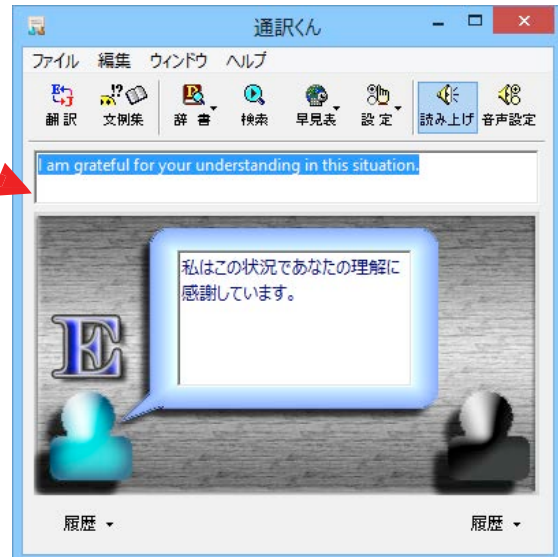 通訳くん
ファイル 編集 ウィンドウ ヘルプ
翻訳 文例集 辞書 検索 早見表 設定 読み上げ 音声設定
I am grateful for your understanding in this situation.
私はこの状況であなたの理解に
感謝しています。
E
履歴 履歴